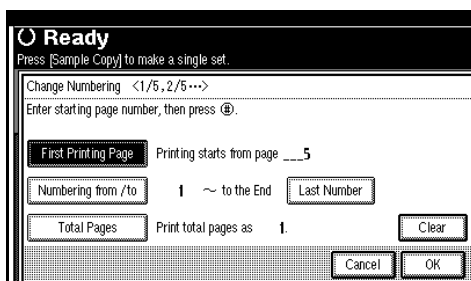 Ready
Press [Sample Copy] to make a single set.
Change Numbering <1/5,2/5···>
Enter starting page number, then press (#).
First Printing Page Printing starts from page ___5
Numbering from /to 1 ~ to the End Last Number
Total Pages Print total pages as 1. Clear
Cancel OK